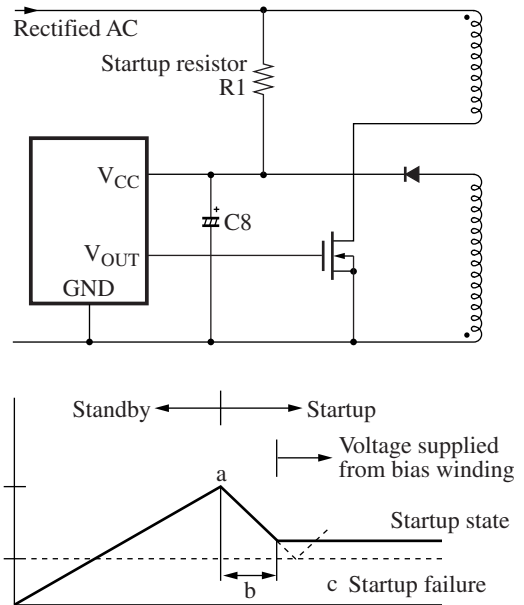 Rectified AC
Startup resistor
R1
VCC
+
C8
VOUT
GND
Standby
Startup
Voltage supplied
from bias winding
a
Startup state
b
c Startup failure